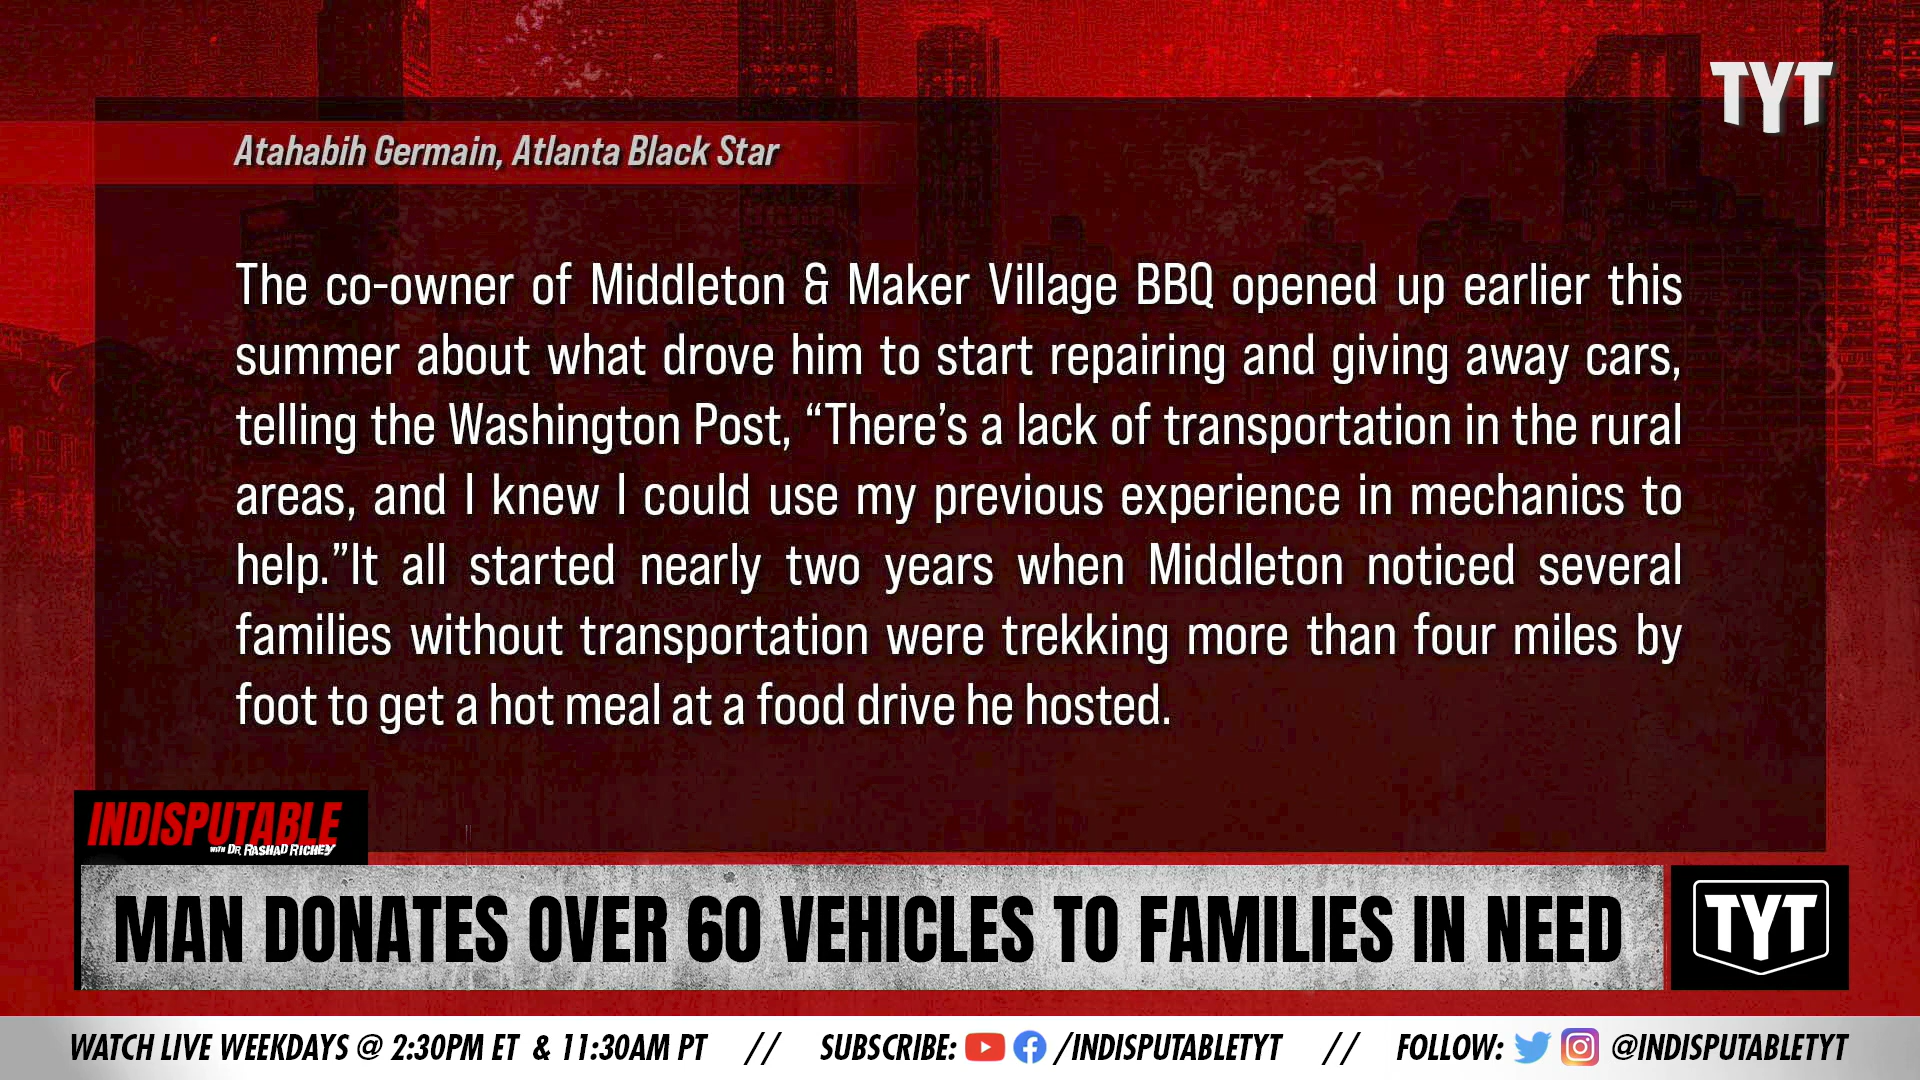 TYT
Atahabih Germain, Atlanta Black Star
The co-owner of Middleton & Maker Village BBQ opened up earlier this
summer about what drove him to start repairing and giving away cars,
telling the Washington Post, “There’s a lack of transportation in the rural
areas, and I knew I could use my previous experience in mechanics to
help.”It all started nearly two years when Middleton noticed several
families without transportation were trekking more than four miles by
foot to get a hot meal at a food drive he hosted.
INDISPUTABLE
WITH DR RASHAD RICHEY
MAN DONATES OVER 60 VEHICLES TO FAMILIES IN NEED
TYT
WATCH LIVE WEEKDAYS @ 2:30PM ET & 11:30AM PT // SUBSCRIBE: /INDISPUTABLETYT // FOLLOW: @INDISPUTABLETYT